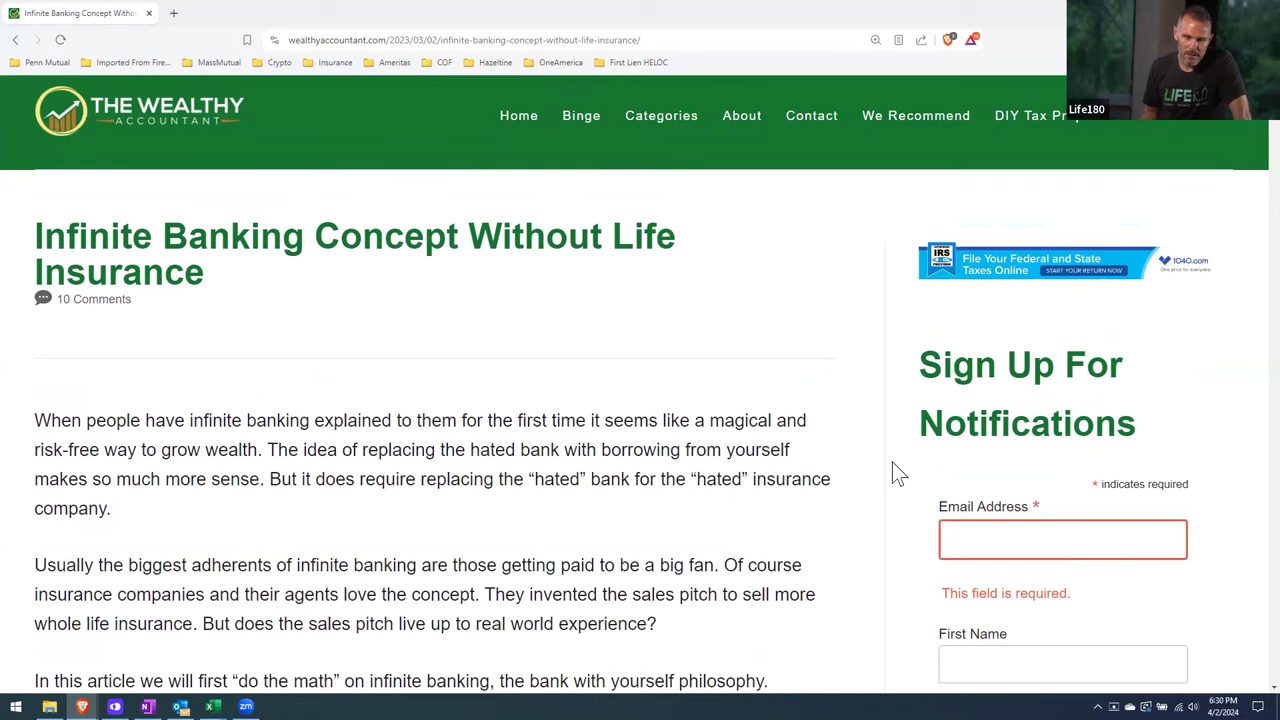 Infinite Banking Concept Witho
wealthyaccountant.com/2023/03/02/infinite-banking-concept-without-life-insurance/
Penn Mutual
Imported From Fire...
MassMutual
Crypto
Insurance
Ameritas
COF
Hazeltine
OneAmerica
First Lien HELOC
Life180
THE WEALTHY
ACCOUNTANT
Home
Binge
Categories
About
Contact
We Recommend
DIY Tax Pr
Infinite Banking Concept Without Life
Insurance
10 Comments
When people have infinite banking explained to them for the first time it seems like a magical and
risk-free way to grow wealth. The idea of replacing the hated bank with borrowing from yourself
makes so much more sense. But it does require replacing the “hated” bank for the “hated” insurance
company.
Usually the biggest adherents of infinite banking are those getting paid to be a big fan. Of course
insurance companies and their agents love the concept. They invented the sales pitch to sell more
whole life insurance. But does the sales pitch live up to real world experience?
In this article we will first “do the math” on infinite banking, the bank with yourself philosophy.
IRS
File Your Federal and State
Taxes Online
START YOUR RETURN NOW
1040.com
One price for everyone.
Sign Up For
Notifications
* indicates required
Email Address *
This field is required.
First Name
6:30 PM
4/2/2024